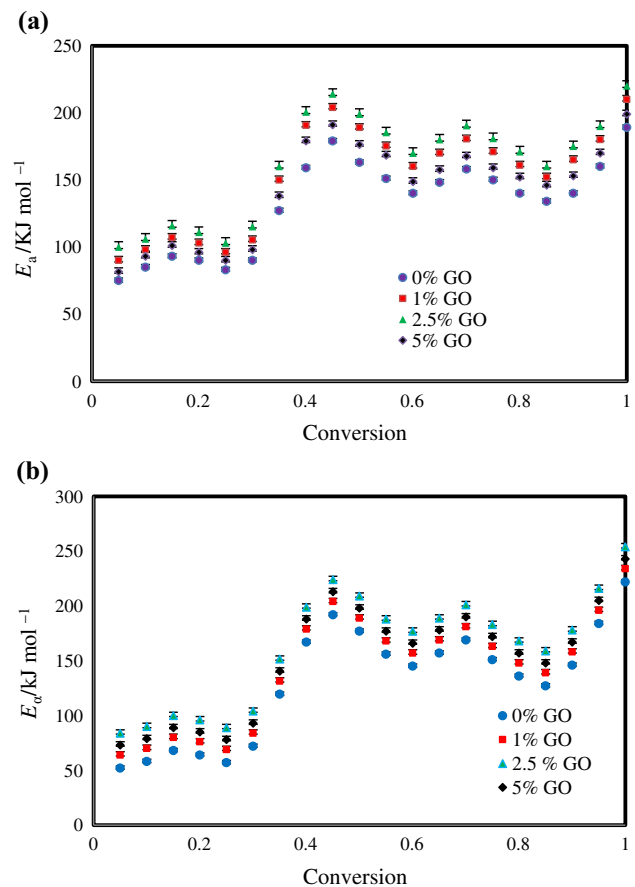 (a)
250
200
150
100
50
0
E_a/KJ mol ⁻¹
0% GO
1% GO
2.5% GO
5% GO
0 0.2 0.4 0.6 0.8 1
Conversion
(b)
300
250
200
150
100
50
0
E_α/kJ mol ⁻¹
0% GO
1% GO
2.5 % GO
5% GO
0 0.2 0.4 0.6 0.8 1
Conversion